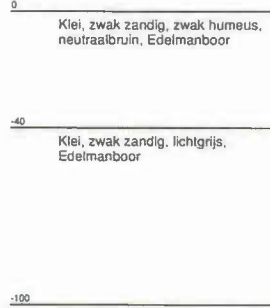 0
Klei, zwak zandig, zwak humeus,
neutraalbruin, Edelmanboor
-40
Klei, zwak zandig, lichtgrijs,
Edelmanboor
-100